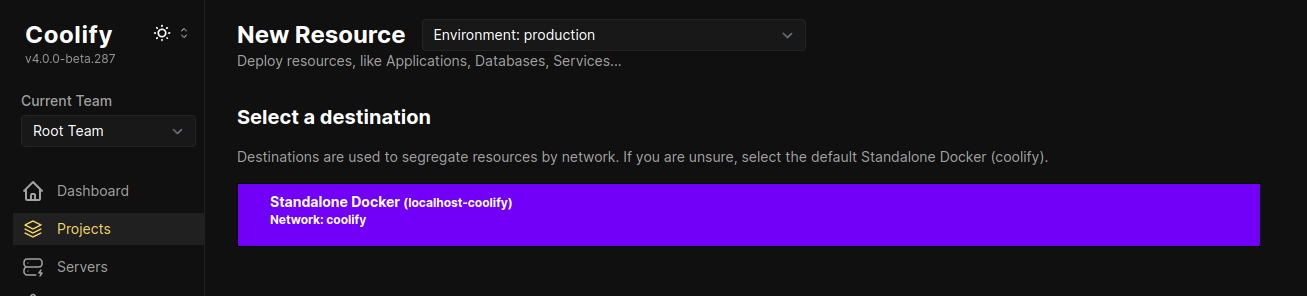 Coolify
v4.0.0-beta.287
Current Team
Root Team
Dashboard
Projects
Servers
New Resource
Environment: production
Deploy resources, like Applications, Databases, Services...
Select a destination
Destinations are used to segregate resources by network. If you are unsure, select the default Standalone Docker (coolify).
Standalone Docker (localhost-coolify)
Network: coolify